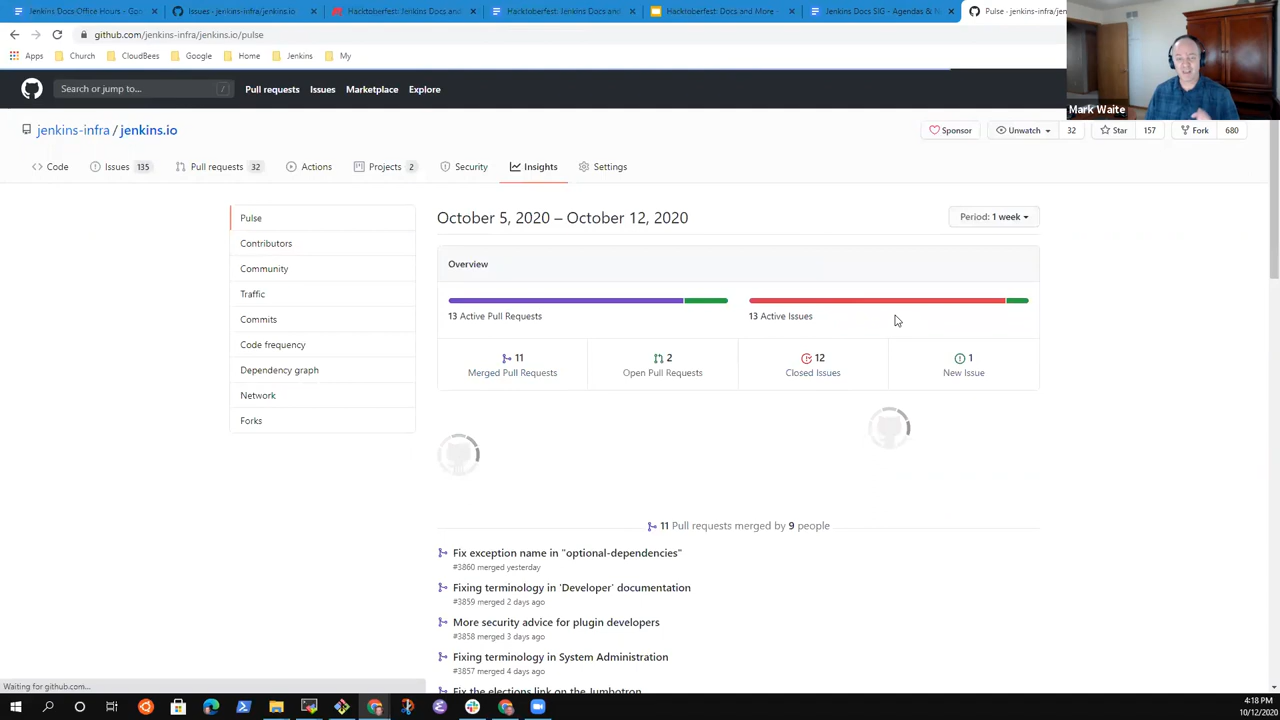 Jenkins Docs Office Hours - Goo
Issues · jenkins-infra/jenkins.io
Hacktoberfest: Jenkins Docs and
Hacktoberfest: Jenkins Docs and
Hacktoberfest: Docs and More -
Jenkins Docs SIG - Agendas & N
Pulse · jenkins-infra/jen
github.com/jenkins-infra/jenkins.io/pulse
Apps
Church
CloudBees
Google
Home
Jenkins
My
Mark Waite
Search or jump to...
/
Pull requests
Issues
Marketplace
Explore
jenkins-infra / jenkins.io
Sponsor
Unwatch
32
Star
157
Fork
680
Code
Issues 135
Pull requests 32
Actions
Projects 2
Security
Insights
Settings
Pulse
Contributors
Community
Traffic
Commits
Code frequency
Dependency graph
Network
Forks
October 5, 2020 – October 12, 2020
Period: 1 week
Overview
13 Active Pull Requests
13 Active Issues
11
Merged Pull Requests
2
Open Pull Requests
12
Closed Issues
1
New Issue
11 Pull requests merged by 9 people
Fix exception name in "optional-dependencies"
#3860 merged yesterday
Fixing terminology in 'Developer' documentation
#3859 merged 2 days ago
More security advice for plugin developers
#3858 merged 3 days ago
Fixing terminology in System Administration
#3857 merged 4 days ago
Fix the elections link on the Jumbotron
Waiting for github.com...
4:18 PM
10/12/2020